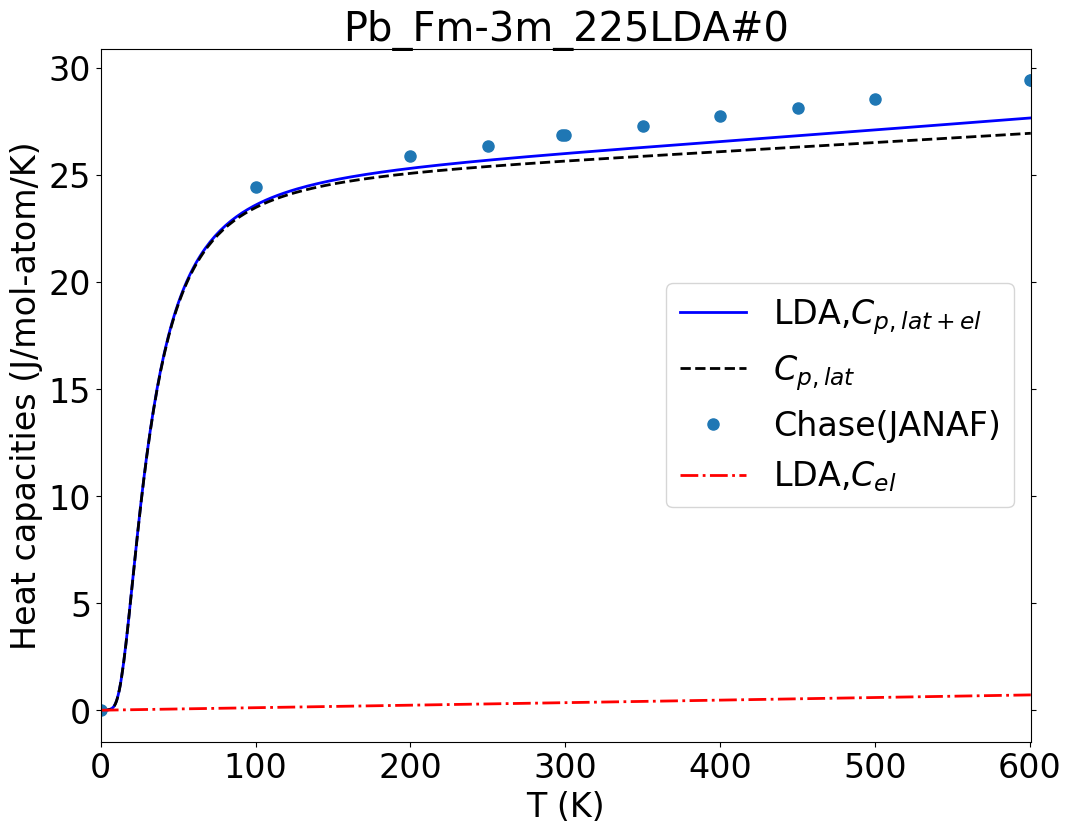 Pb_Fm-3m_225LDA#0
Heat capacities (J/mol-atom/K)
30
25
20
15
10
5
0
LDA,C_{p,lat+el}
C_{p,lat}
Chase(JANAF)
LDA,C_{el}
0 100 200 300 400 500 600
T (K)